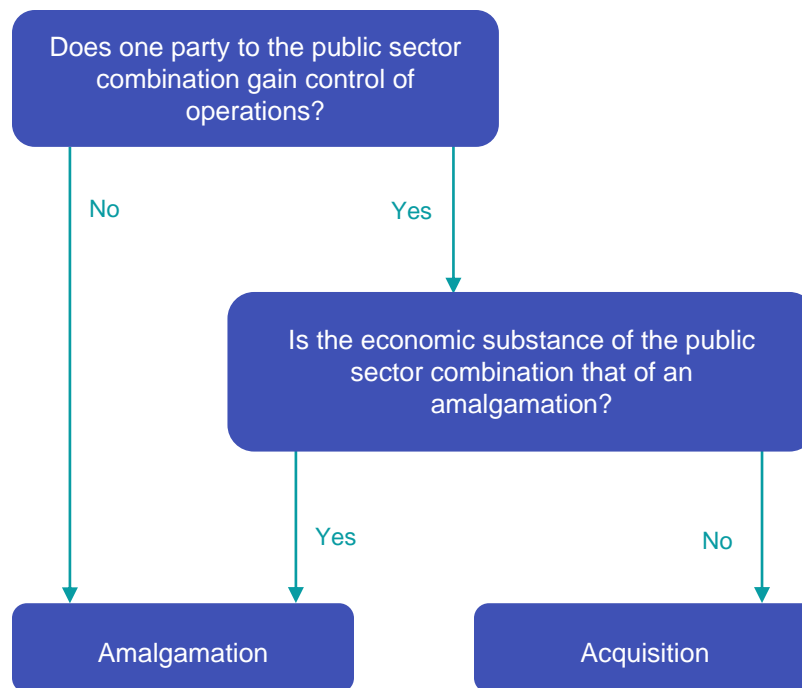 Does one party to the public sector
combination gain control of
operations?
No
Yes
Is the economic substance of the public
sector combination that of an
amalgamation?
Yes
No
Amalgamation
Acquisition